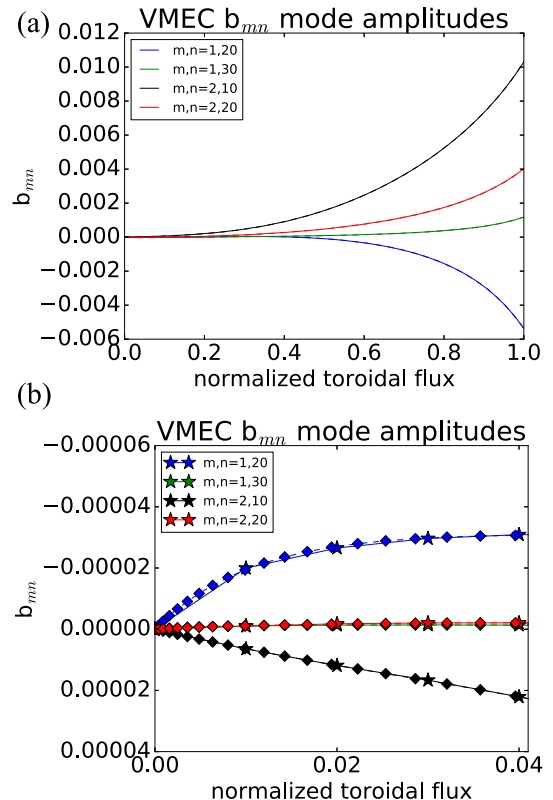 (a)
VMEC b_mn mode amplitudes
0.012
0.010
0.008
0.006
0.004
0.002
0.000
−0.002
−0.004
−0.006
b_mn
m,n=1,20
m,n=1,30
m,n=2,10
m,n=2,20
0.0 0.2 0.4 0.6 0.8 1.0
normalized toroidal flux
(b)
VMEC b_mn mode amplitudes
−0.00006
−0.00004
−0.00002
0.00000
0.00002
0.00004
b_mn
m,n=1,20
m,n=1,30
m,n=2,10
m,n=2,20
0.00 0.02 0.04
normalized toroidal flux